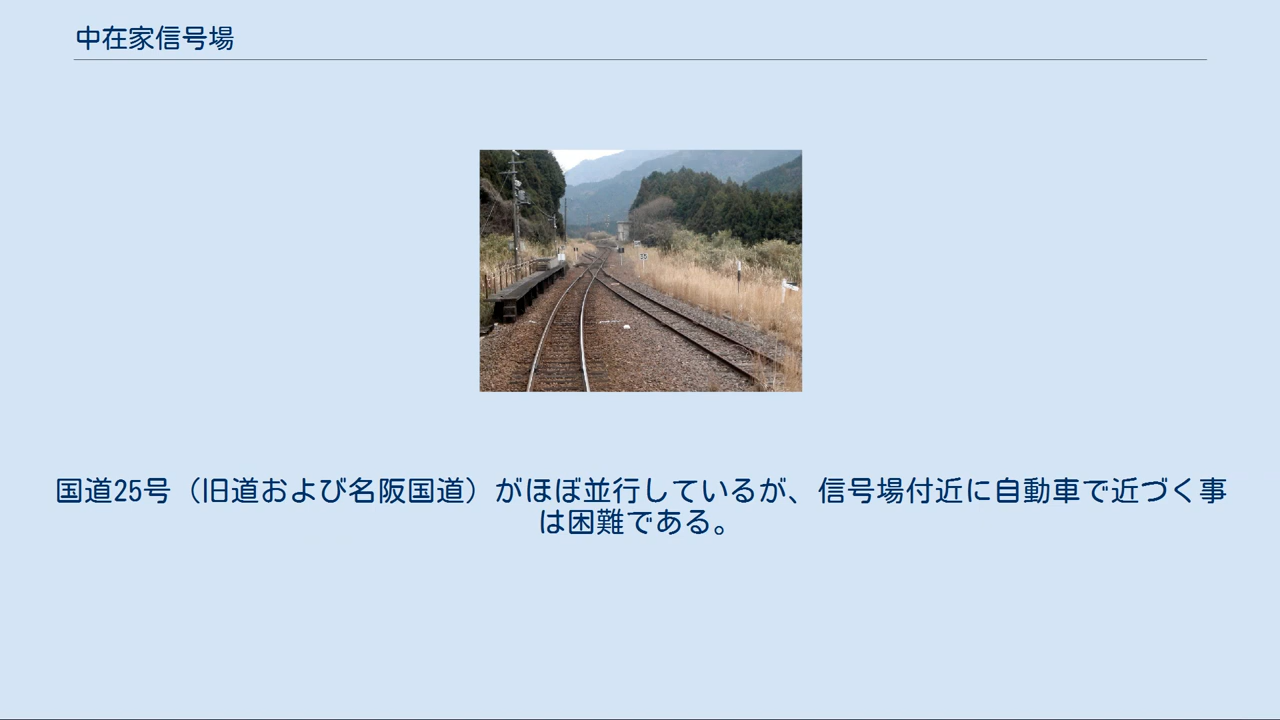 中在家信号場
35
国道25号（旧道および名阪国道）がほぼ並行しているが、信号場付近に自動車で近づく事
は困難である。